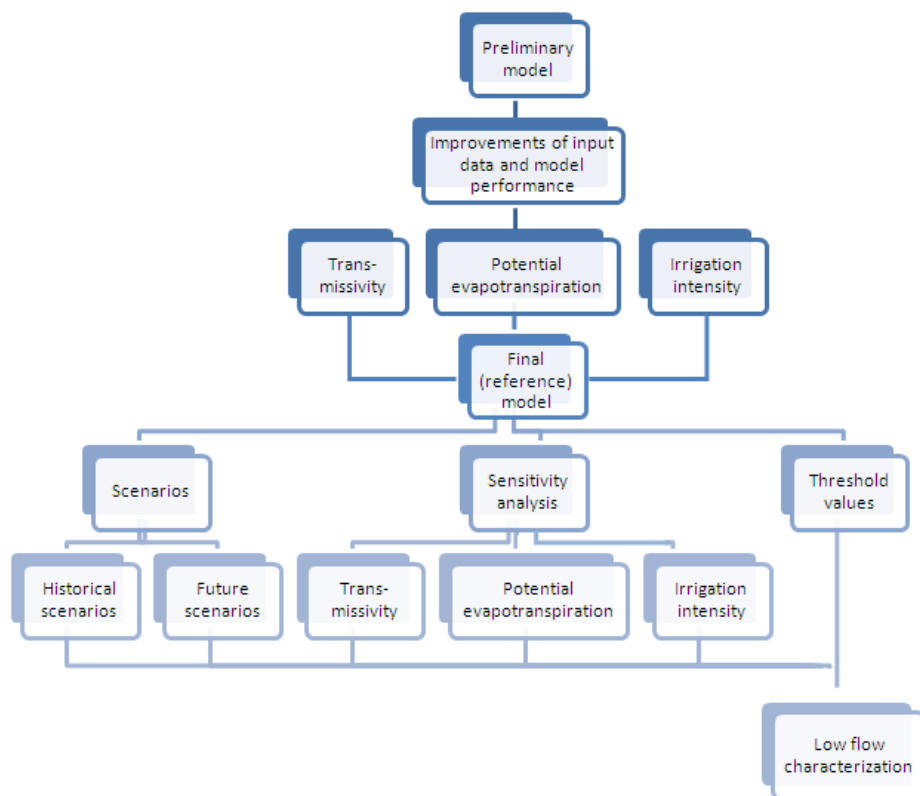 Preliminary
model
Improvements of input
data and model
performance
Trans-
missivity
Potential
evapotranspiration
Irrigation
intensity
Final
(reference)
model
Scenarios
Sensitivity
analysis
Threshold
values
Historical
scenarios
Future
scenarios
Trans-
missivity
Potential
evapotranspiration
Irrigation
intensity
Low flow
characterization